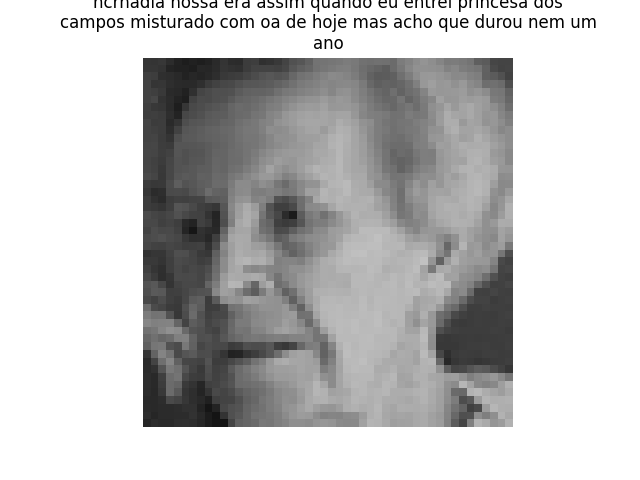 ncrnadia nossa era assim quando eu entrei princesa dos
campos misturado com oa de hoje mas acho que durou nem um
ano